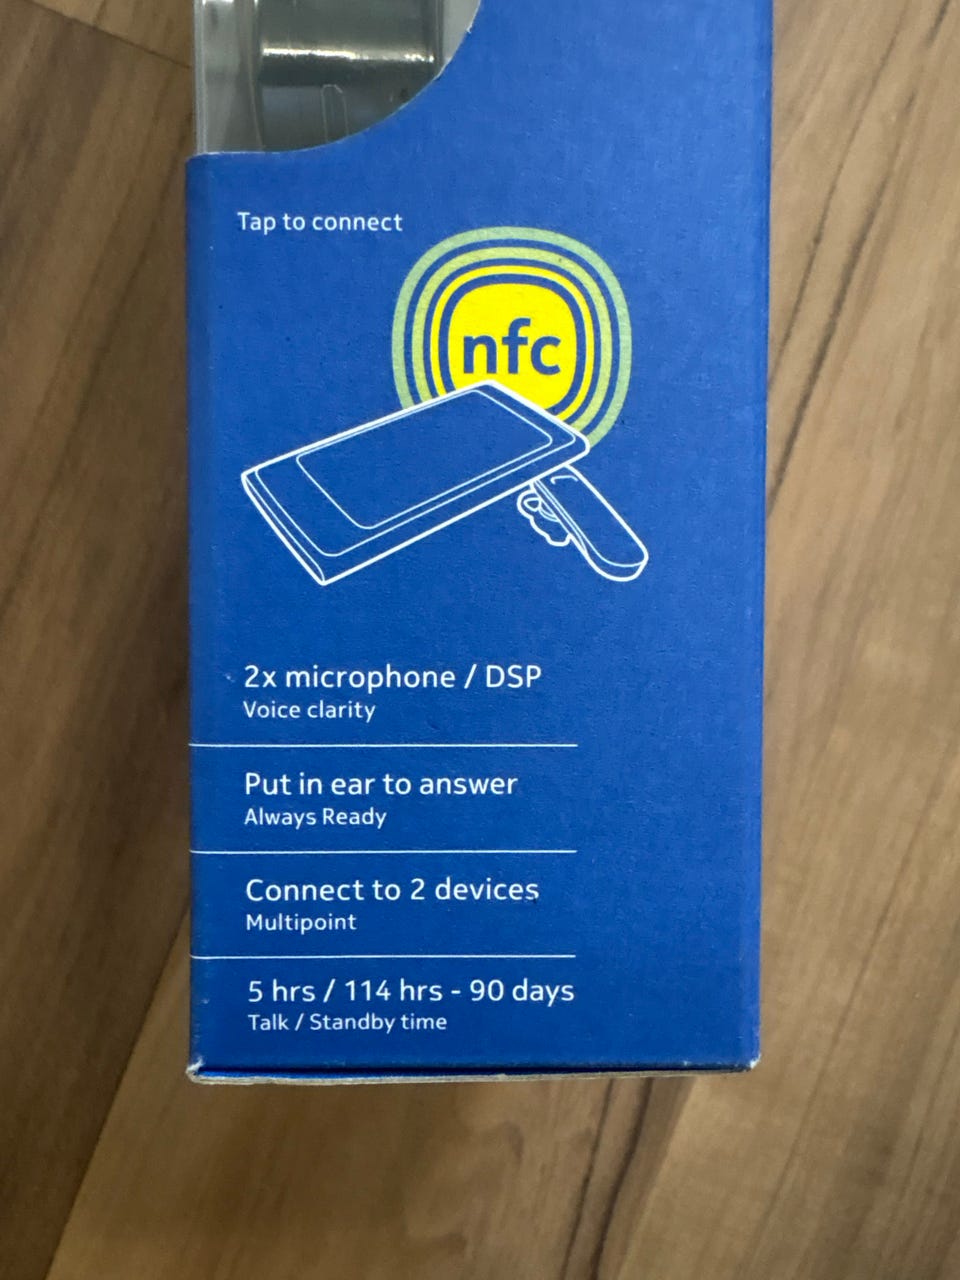 Tap to connect
nfc
2x microphone / DSP
Voice clarity
Put in ear to answer
Always Ready
Connect to 2 devices
Multipoint
5 hrs / 114 hrs - 90 days
Talk / Standby time